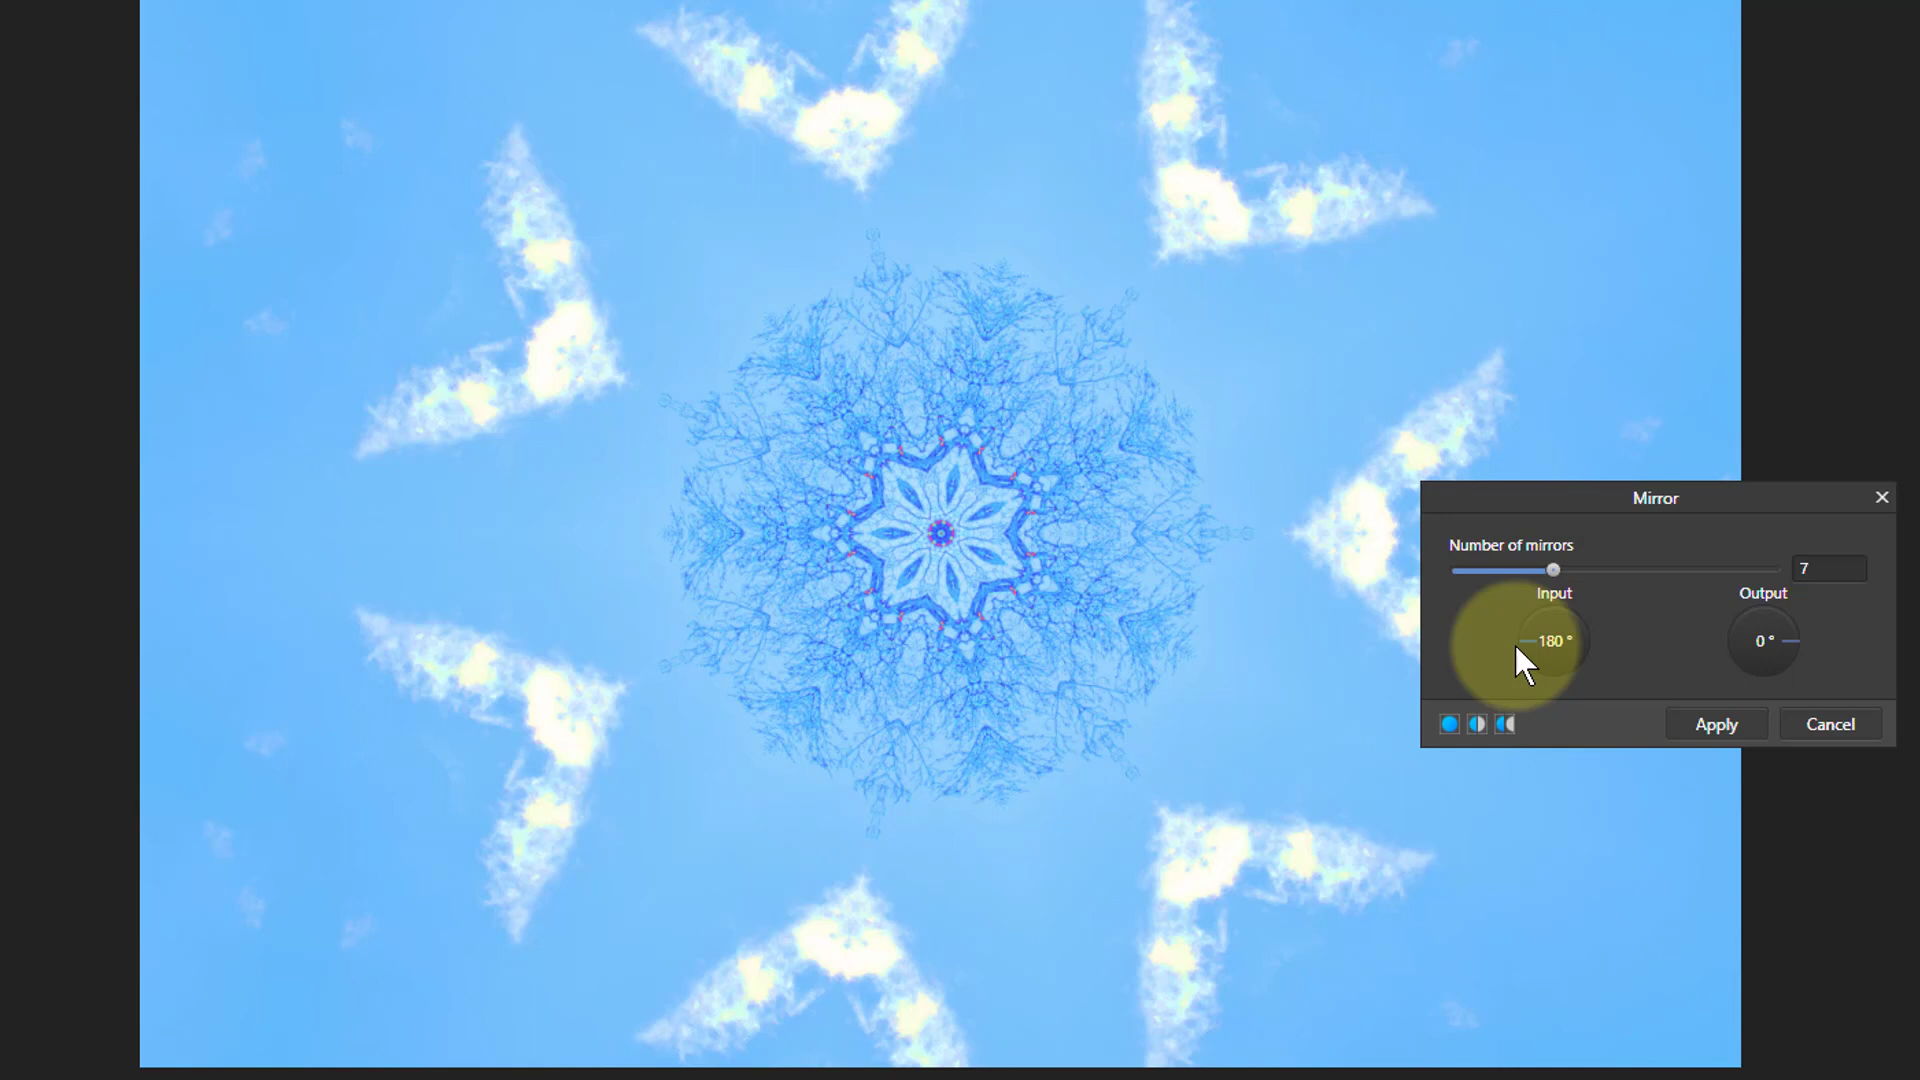 Mirror
Number of mirrors
7
Input
Output
180 °
0 °
Apply
Cancel